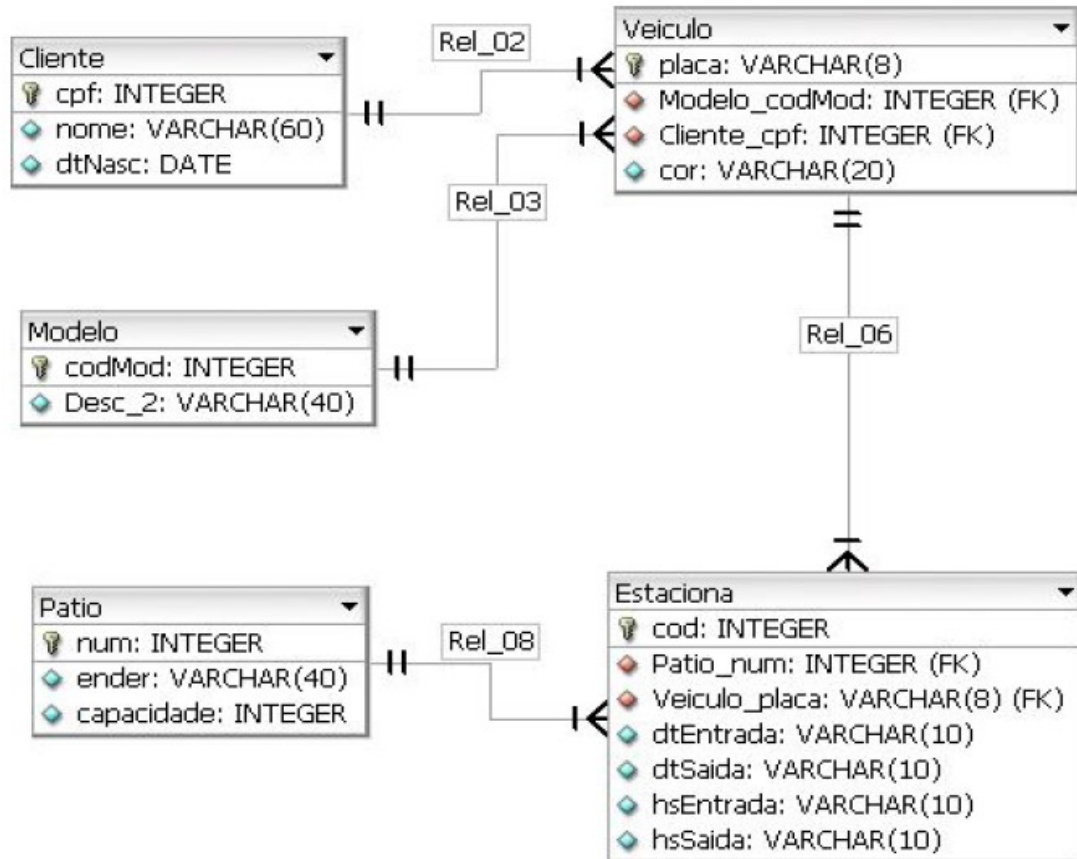 Cliente
cpf: INTEGER
nome: VARCHAR(60)
dtNasc: DATE
Rel_02
Veiculo
placa: VARCHAR(8)
Modelo_codMod: INTEGER (FK)
Cliente_cpf: INTEGER (FK)
cor: VARCHAR(20)
Rel_03
Modelo
codMod: INTEGER
Desc_2: VARCHAR(40)
Rel_06
Patio
num: INTEGER
ender: VARCHAR(40)
capacidade: INTEGER
Rel_08
Estaciona
cod: INTEGER
Patio_num: INTEGER (FK)
Veiculo_placa: VARCHAR(8) (FK)
dtEntrada: VARCHAR(10)
dtSaida: VARCHAR(10)
hsEntrada: VARCHAR(10)
hsSaida: VARCHAR(10)